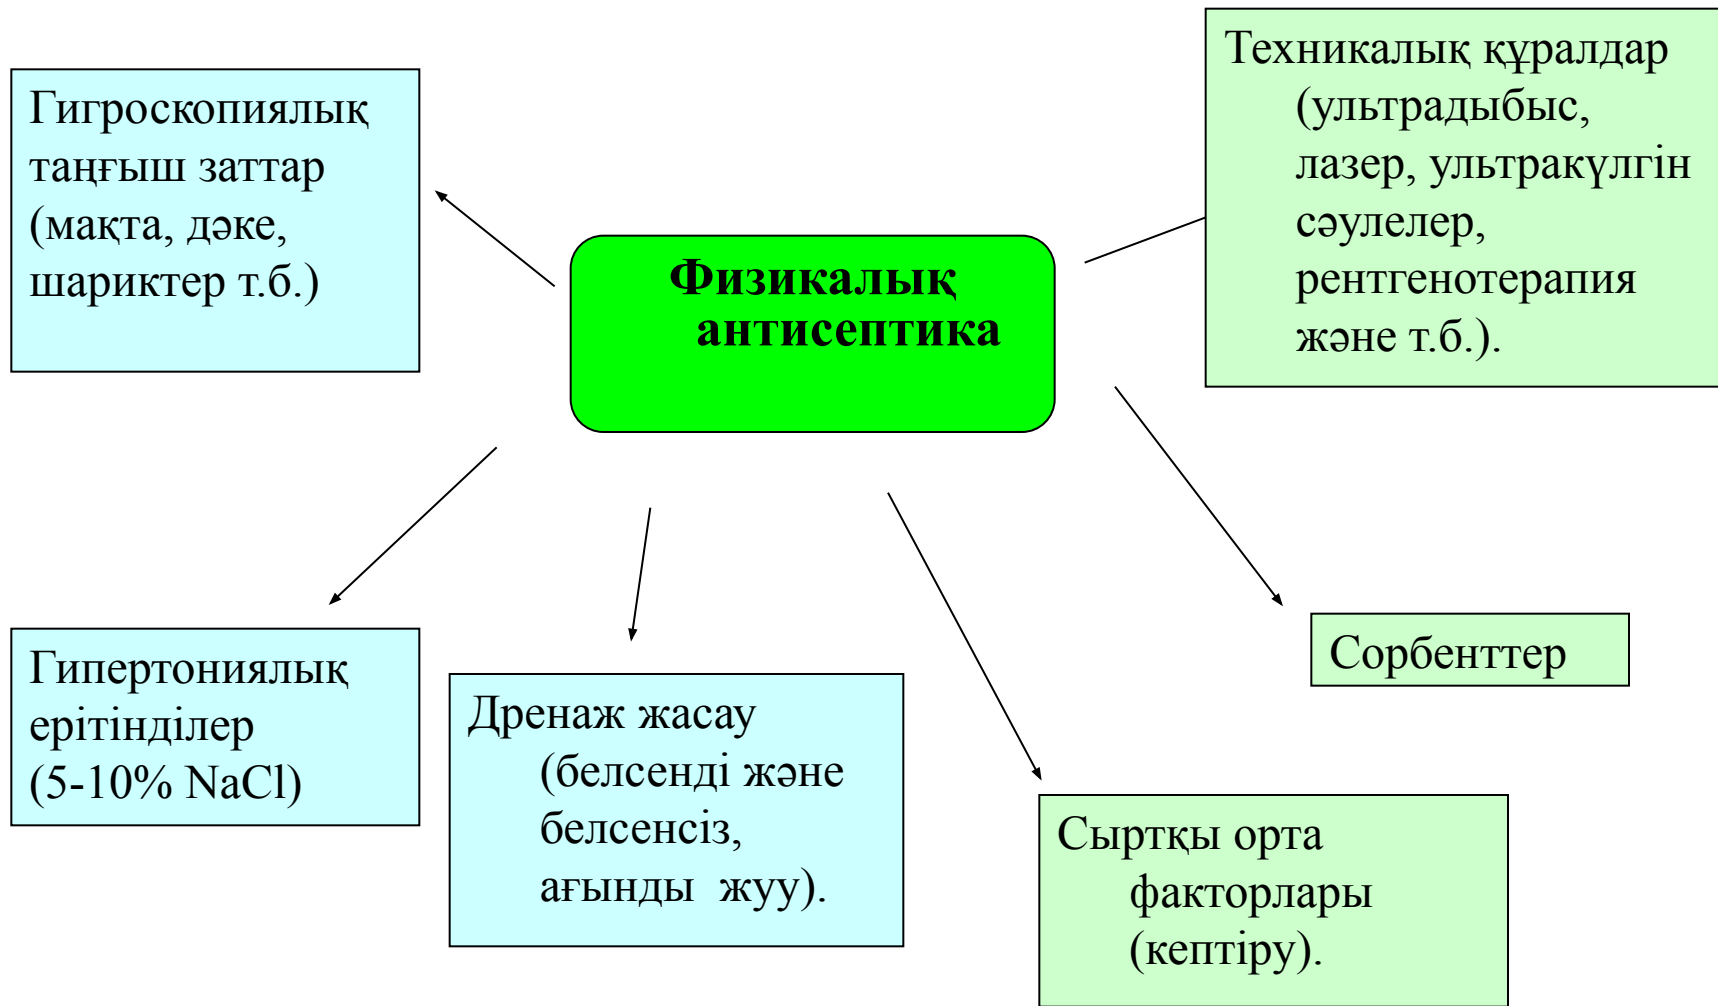 Гигроскопиялық
таңғыш заттар
(мақта, дәке,
шариктер т.б.)
Физикалық
антисептика
Техникалық құралдар
(ультрадыбыс,
лазер, ультракүлгін
сәулелер,
рентгенотерапия
және т.б.).
Гипертониялық
ерітінділер
(5-10% NaCl)
Дренаж жасау
(белсенді және
белсенсіз,
ағынды жуу).
Сыртқы орта
факторлары
(кептіру).
Сорбенттер